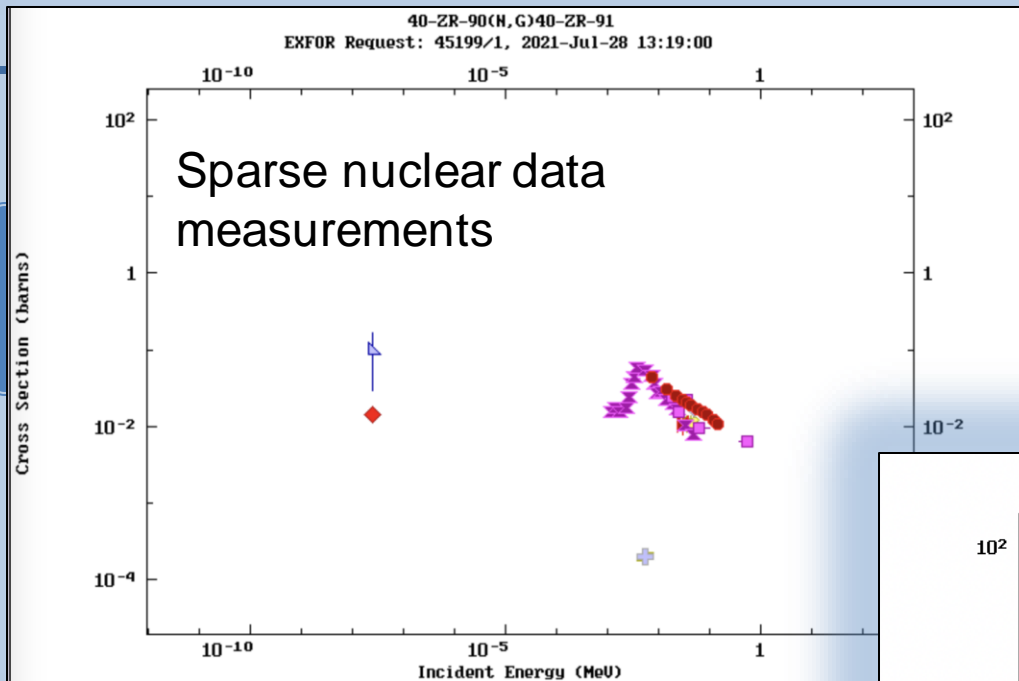 40-ZR-90(N,G)40-ZR-91
EXFOR Request: 45199/1, 2021-Jul-28 13:19:00
10⁻¹⁰ 10⁻⁵ 1
Sparse nuclear data
measurements
10² 10²
1 1
10⁻² 10⁻²
10⁻⁴
Cross Section (barns)
10⁻¹⁰ 10⁻⁵ 1
Incident Energy (MeV)
10²